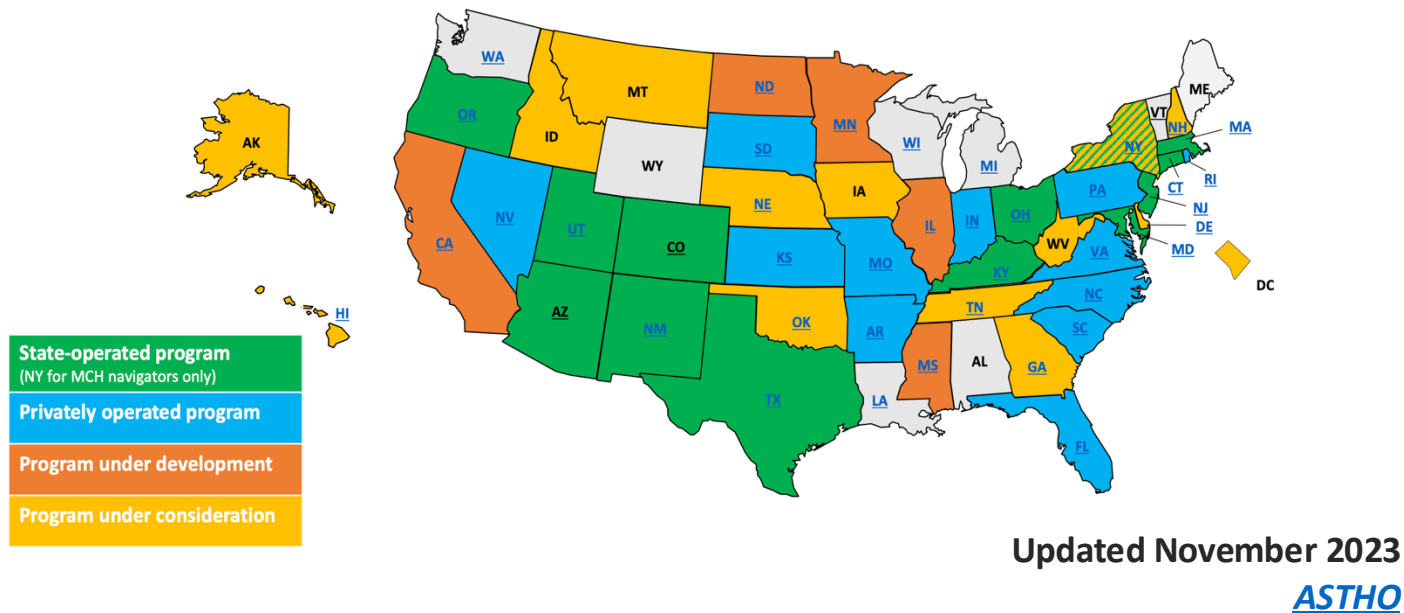 WA
ME
MT
ND
VT
OR
MN
NH
MA
ID
SD
WI
NY
AK
WY
MI
RI
CT
PA
IA
NE
NJ
NV
OH
IN
IL
DE
UT
WV
MD
CO
VA
CA
KS
MO
KY
DC
NC
TN
AZ
OK
HI
NM
AR
SC
State-operated program
(NY for MCH navigators only)
AL
GA
MS
TX
LA
Privately operated program
FL
Program under development
Program under consideration
Updated November 2023
ASTHO